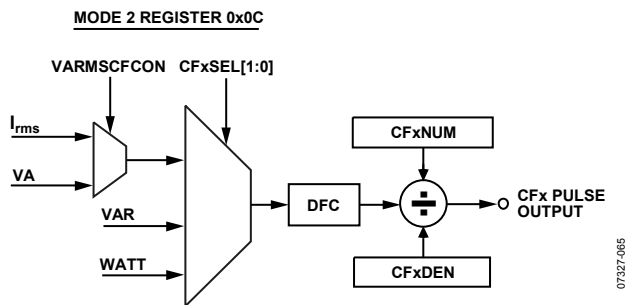 MODE 2 REGISTER 0x0C
VARMSCFCON CFxSEL[1:0]
Irms
VA
VAR
WATT
DFC
CFxNUM
÷
CFxDEN
CFx PULSE
OUTPUT
07327-065